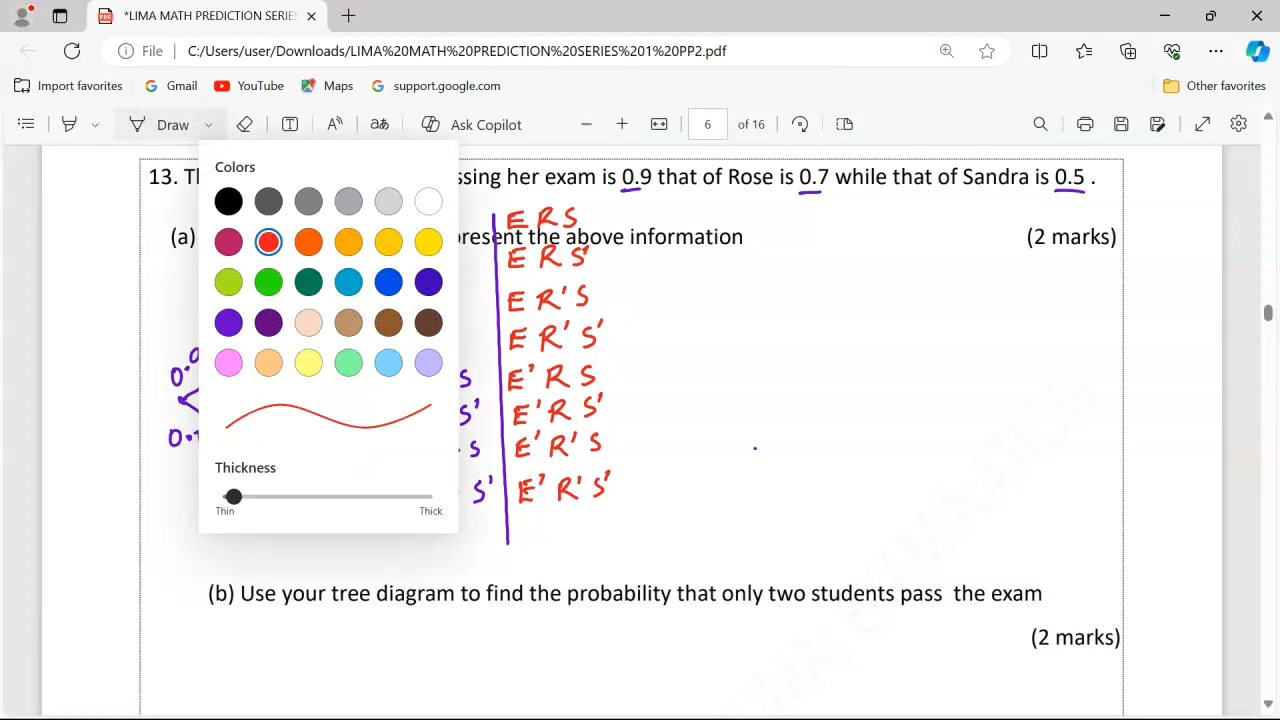 *LIMA MATH PREDICTION SERIE
File C:/Users/user/Downloads/LIMA%20MATH%20PREDICTION%20SERIES%201%20PP2.pdf
Import favorites Gmail YouTube Maps support.google.com Other favorites
Draw Ask Copilot 6 of 16
Colors
Thickness
Thin Thick
13. ssing her exam is 0.9 that of Rose is 0.7 while that of Sandra is 0.5 .
E R S
(a) present the above information (2 marks)
E R S'
E R' S
E R' S'
S E' R S
S' E' R S'
S E' R' S
S' E' R' S'
(b) Use your tree diagram to find the probability that only two students pass the exam
(2 marks)